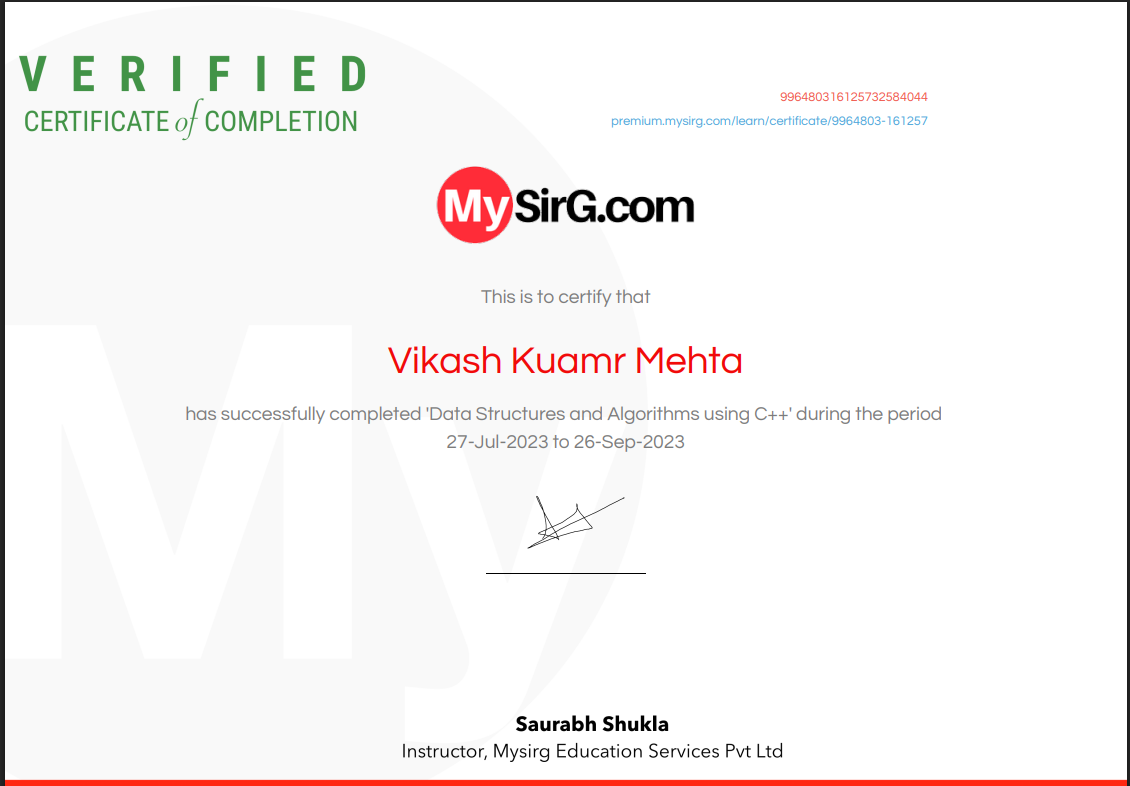 VERIFIED
CERTIFICATE of COMPLETION
996480316125732584044
premium.mysirg.com/learn/certificate/9964803-161257
MySirG.com
This is to certify that
Vikash Kuamr Mehta
has successfully completed 'Data Structures and Algorithms using C++' during the period
27-Jul-2023 to 26-Sep-2023
My
Saurabh Shukla
Instructor, Mysirg Education Services Pvt Ltd